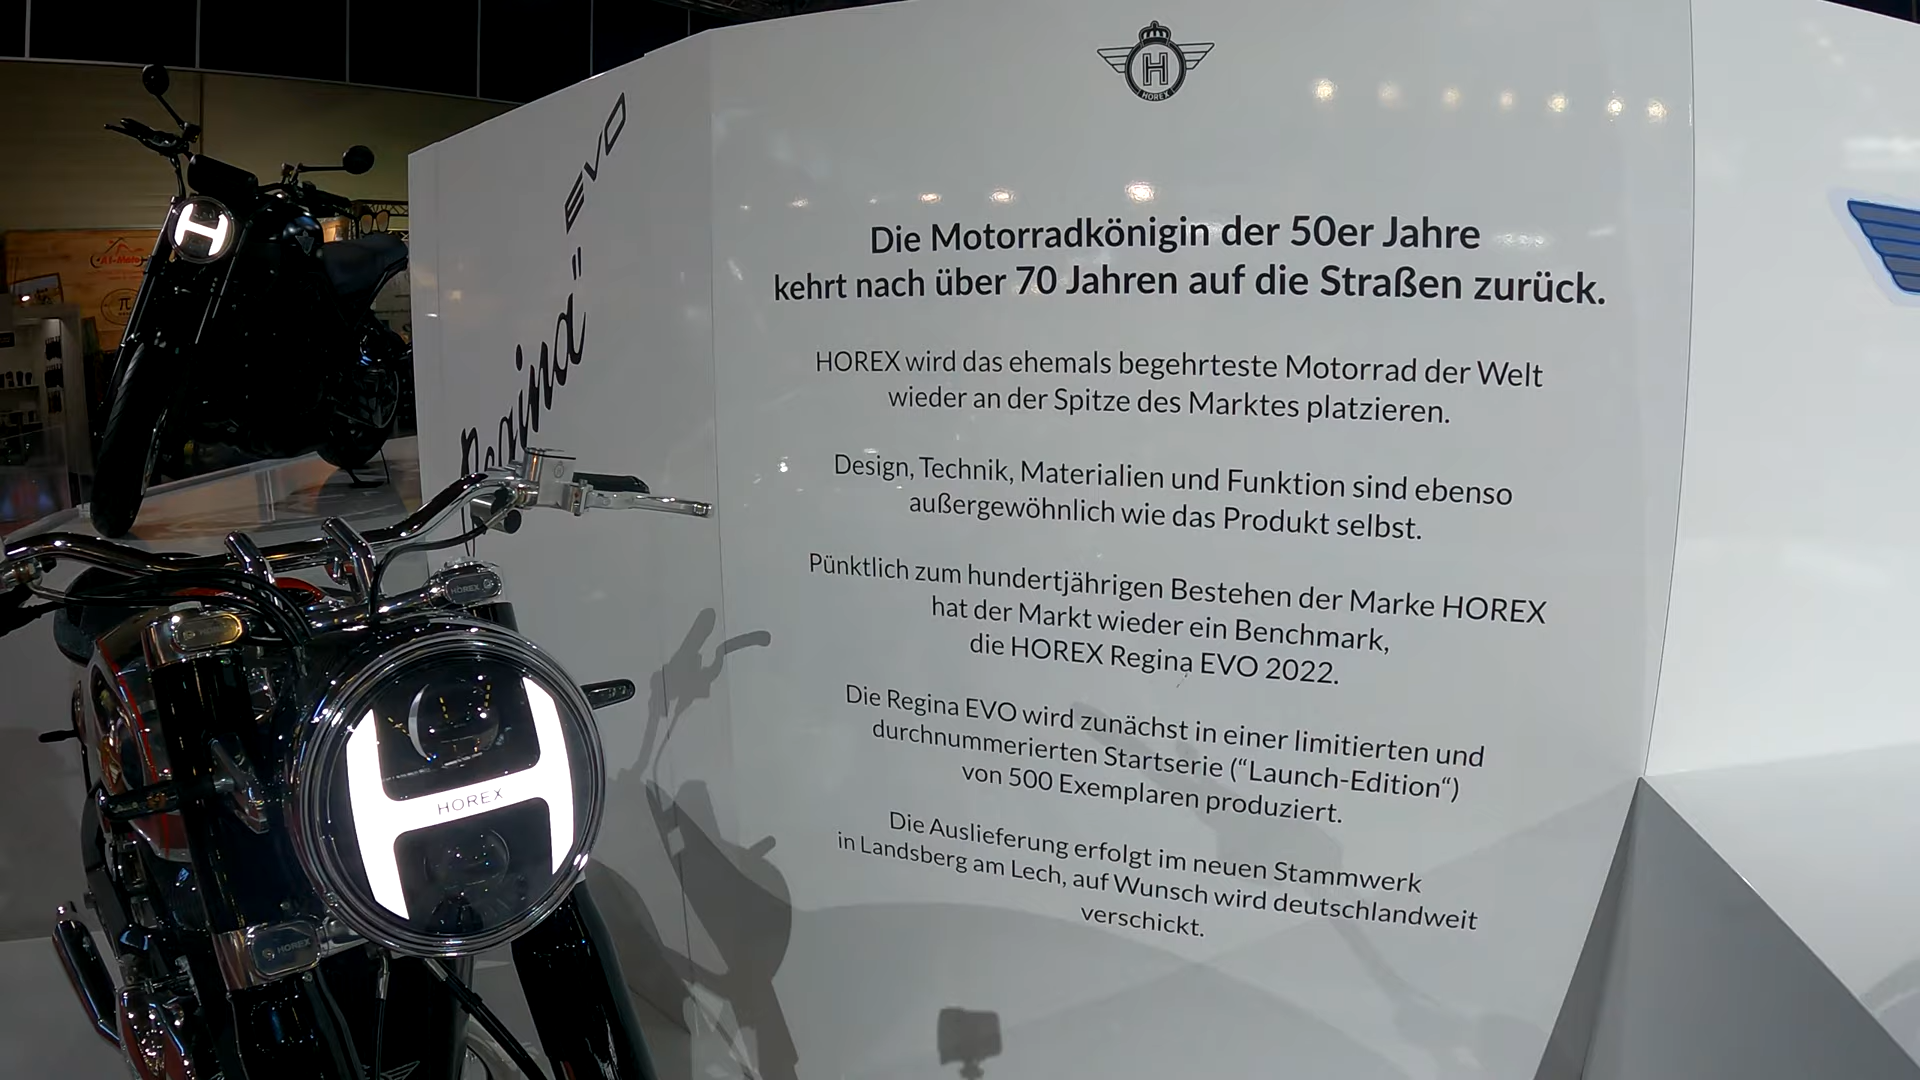 HOREX
Die Motorradkönigin der 50er Jahre
kehrt nach über 70 Jahren auf die Straßen zurück.
HOREX wird das ehemals begehrteste Motorrad der Welt
wieder an der Spitze des Marktes platzieren.
Design, Technik, Materialien und Funktion sind ebenso
außergewöhnlich wie das Produkt selbst.
Pünktlich zum hundertjährigen Bestehen der Marke HOREX
hat der Markt wieder ein Benchmark,
die HOREX Regina EVO 2022.
Die Regina EVO wird zunächst in einer limitierten und
durchnummerierten Startserie (“Launch-Edition“)
von 500 Exemplaren produziert.
Die Auslieferung erfolgt im neuen Stammwerk
in Landsberg am Lech, auf Wunsch wird deutschlandweit
verschickt.
Regina" EVO
HOREX
HOREX
HOREX
HOREX